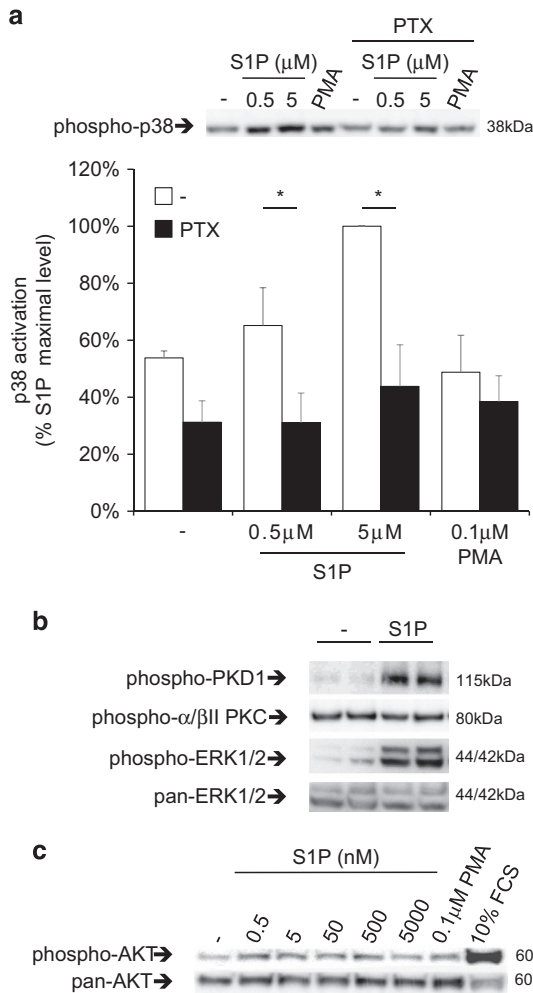 a
PTX
S1P (μM) PMA S1P (μM) PMA
- 0.5 5 - 0.5 5
phospho-p38 38kDa
p38 activation
(% S1P maximal level)
120%
100%
80%
60%
40%
20%
0%
-
PTX
* *
- 0.5μM 5μM 0.1μM
PMA
S1P
b
- S1P
phospho-PKD1 115kDa
phospho-α/βII PKC 80kDa
phospho-ERK1/2 44/42kDa
pan-ERK1/2 44/42kDa
c
S1P (nM)
- 0.5 5 50 500 5000 0.1μM PMA 10% FCS
phospho-AKT 60
pan-AKT 60